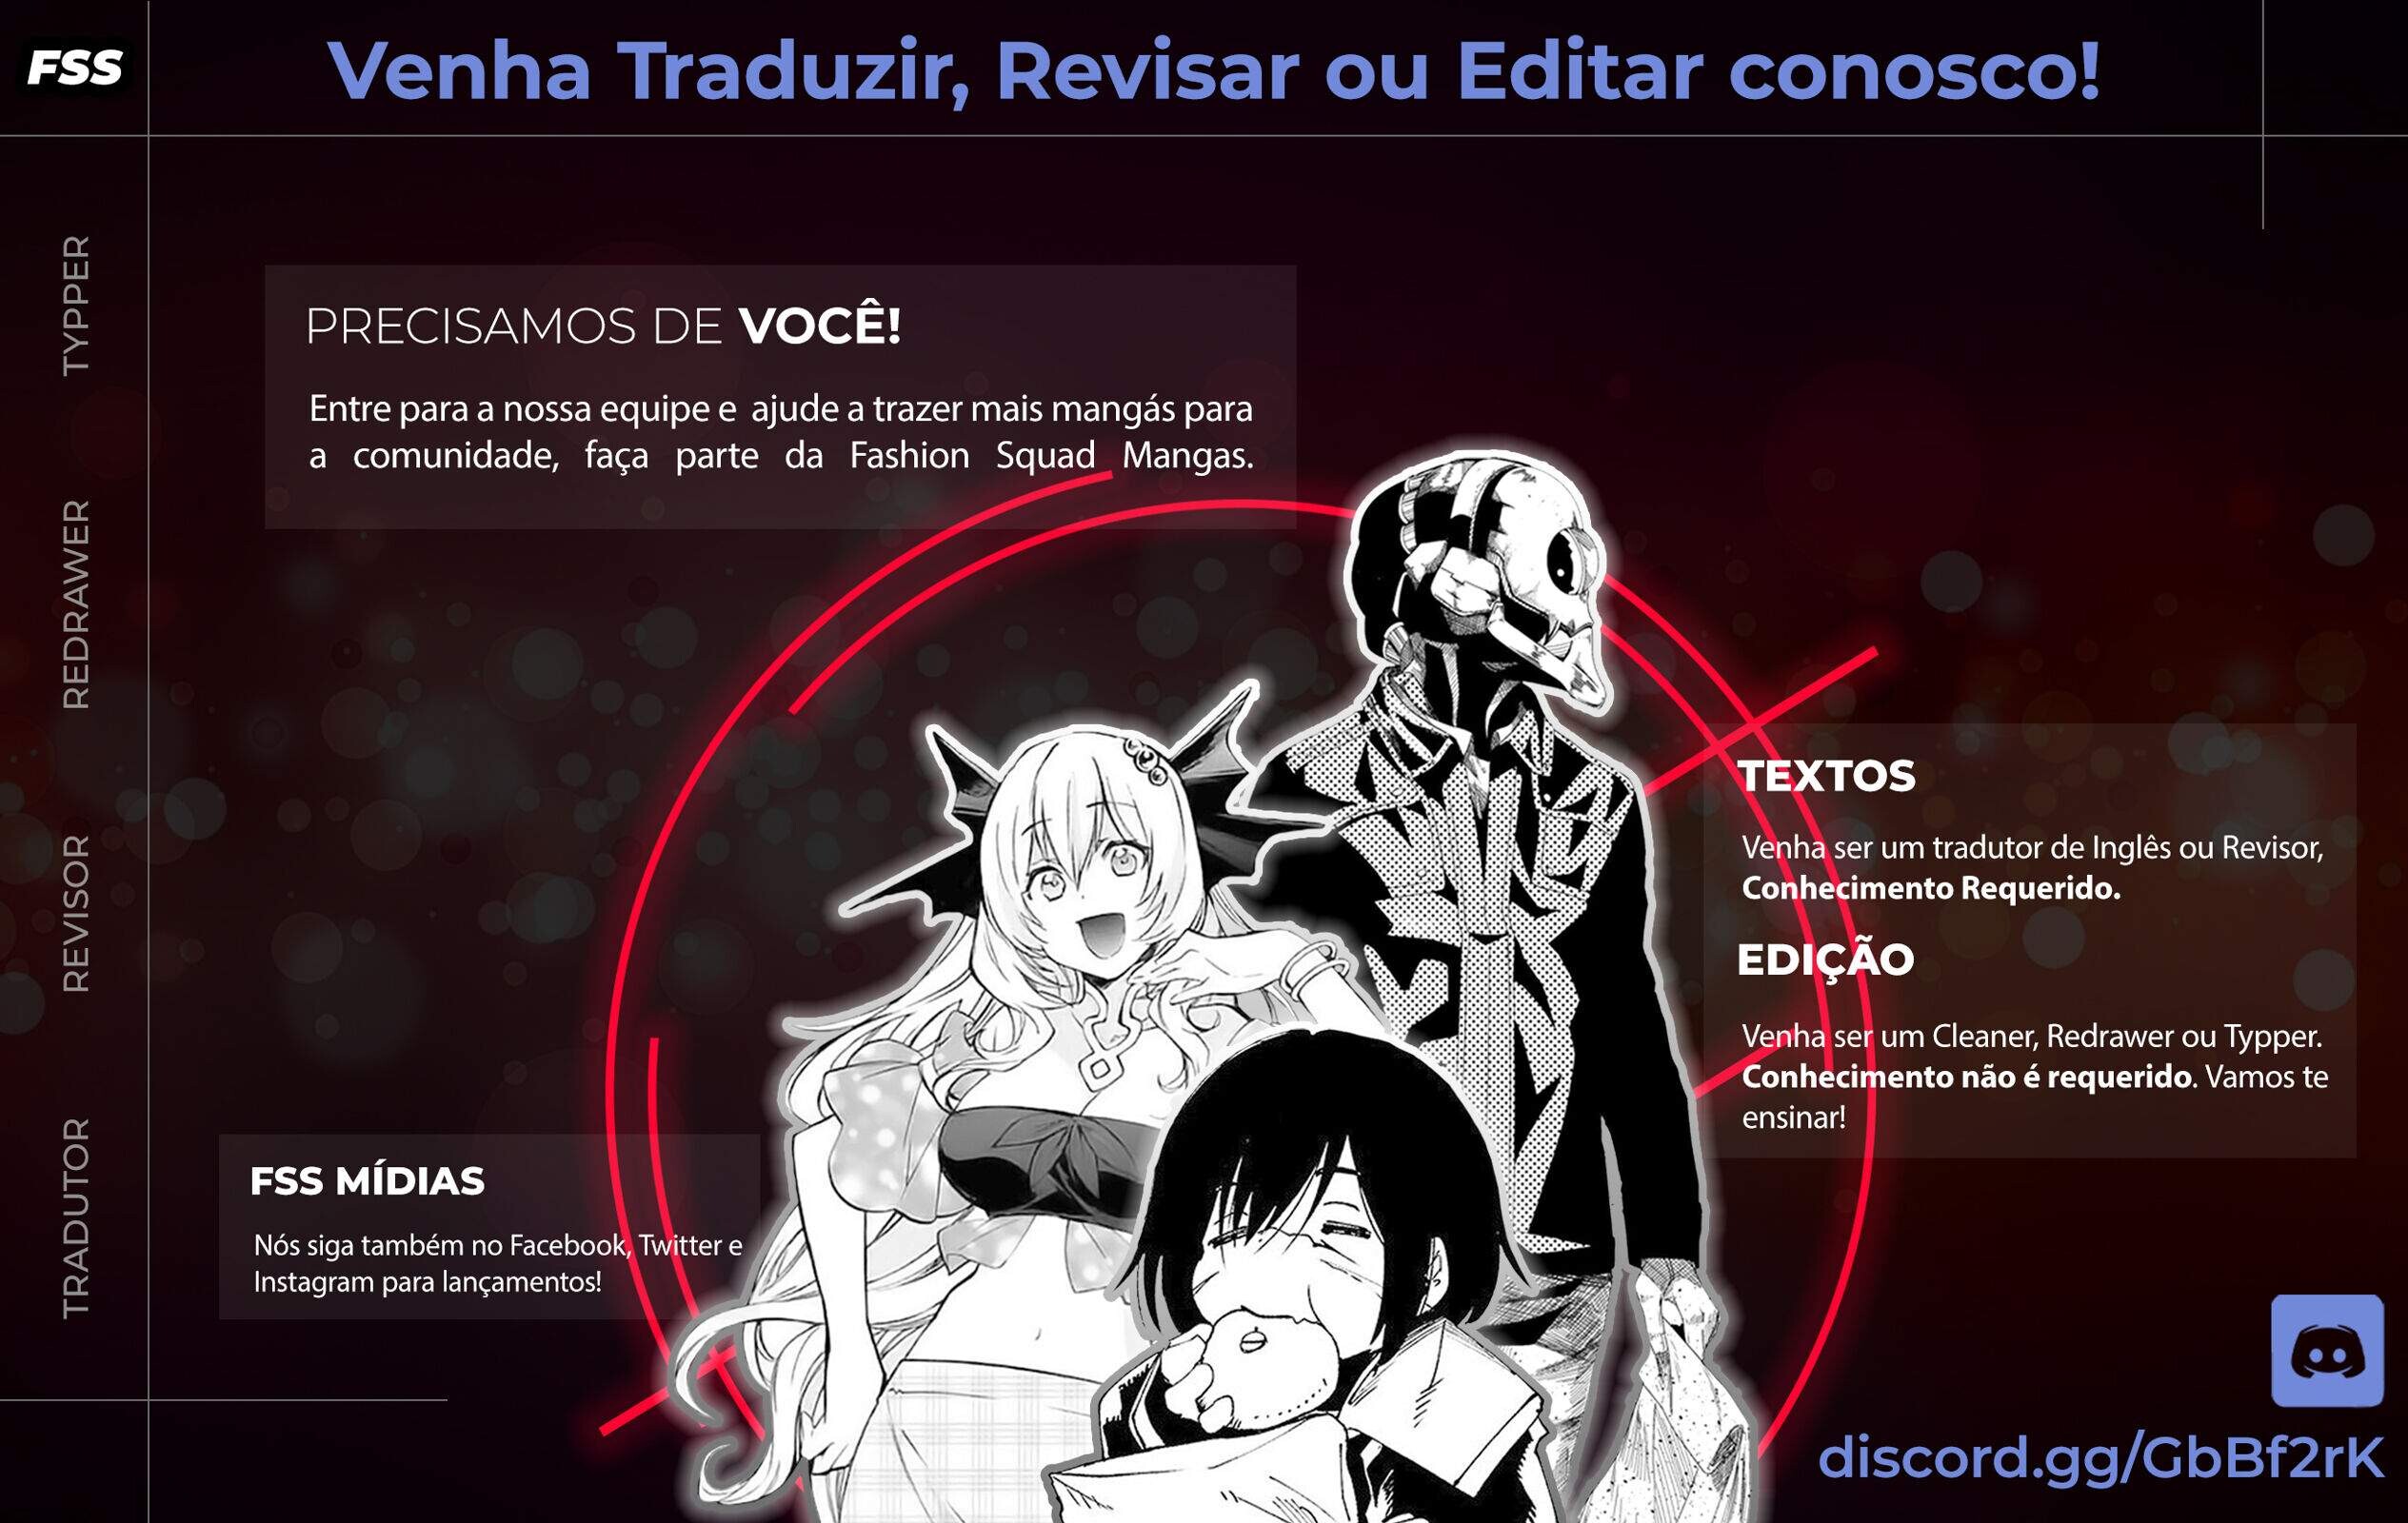 FSS
Venha Traduzir, Revisar ou Editar conosco!
TYPPER
REDRAWER
REVISOR
TRADUTOR
PRECISAMOS DE VOCÊ!
Entre para a nossa equipe e ajude a trazer mais mangás para
a comunidade, faça parte da Fashion Squad Mangas.
TEXTOS
Venha ser um tradutor de Inglês ou Revisor,
Conhecimento Requerido.
EDIÇÃO
Venha ser um Cleaner, Redrawer ou Typper.
Conhecimento não é requerido. Vamos te
ensinar!
FSS MÍDIAS
Nós siga também no Facebook, Twitter e
Instagram para lançamentos!
discord.gg/GbBf2rK